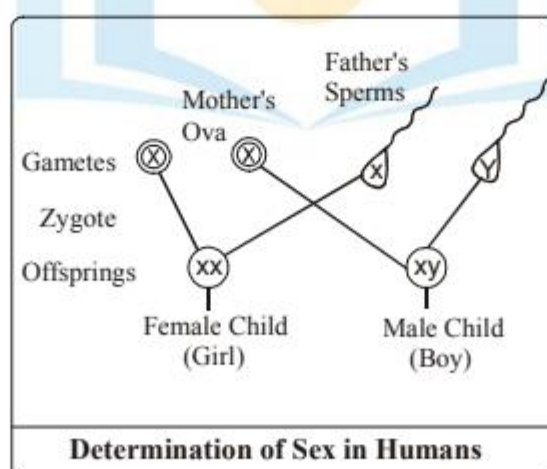 Father's
Sperms
Mother's
Ova
Gametes
X
X
X
Y
Zygote
Offsprings
xx
xy
Female Child
(Girl)
Male Child
(Boy)
Determination of Sex in Humans